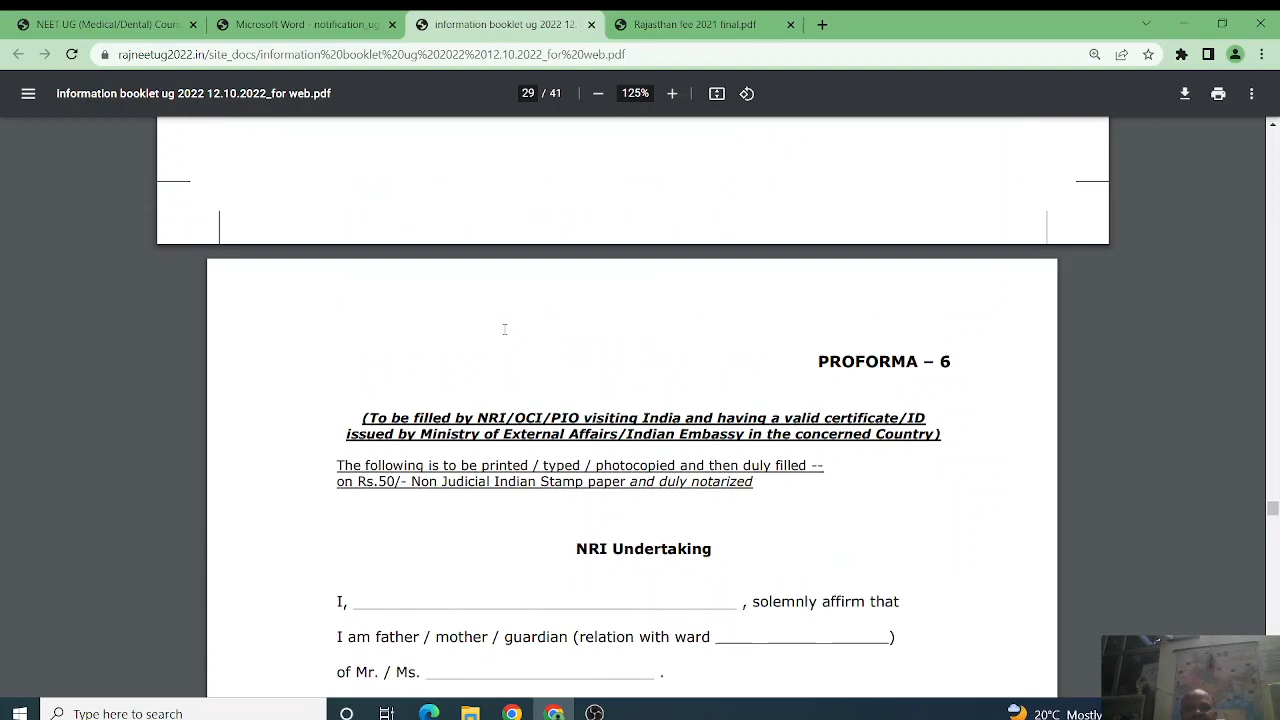 NEET UG (Medical/Dental) Coun
Microsoft Word - notification_ug
information booklet ug 2022 12.
Rajasthan fee 2021 final.pdf
rajneetug2022.in/site_docs/information%20booklet%20ug%202022%2012.10.2022_for%20web.pdf
information booklet ug 2022 12.10.2022_for web.pdf
29 / 41
125%
PROFORMA – 6
(To be filled by NRI/OCI/PIO visiting India and having a valid certificate/ID
issued by Ministry of External Affairs/Indian Embassy in the concerned Country)
The following is to be printed / typed / photocopied and then duly filled --
on Rs.50/- Non Judicial Indian Stamp paper and duly notarized
NRI Undertaking
I, ________________________________________ , solemnly affirm that
I am father / mother / guardian (relation with ward __________________)
of Mr. / Ms. ________________________ .
Type here to search
20°C Mostly